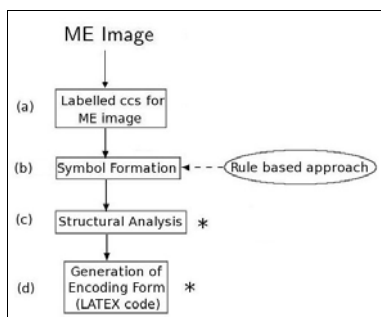 ME Image
(a) Labelled ccs for
ME image
(b) Symbol Formation Rule based approach
(c) Structural Analysis *
(d) Generation of
Encoding Form *
(LATEX code)